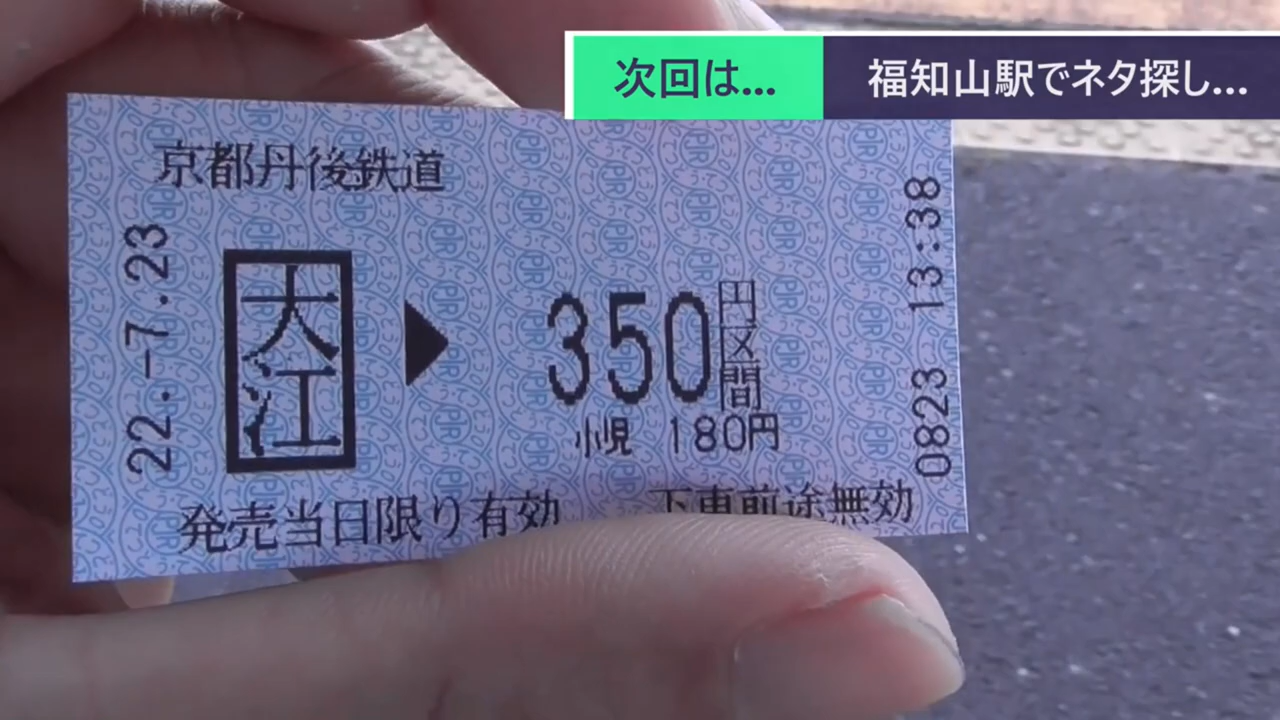 次回は...
福知山駅でネタ探し...
京都丹後鉄道
22.-7.23
大江
▶
350円区間
小児 180円
0823 13:38
発売当日限り有効
下車前途無効